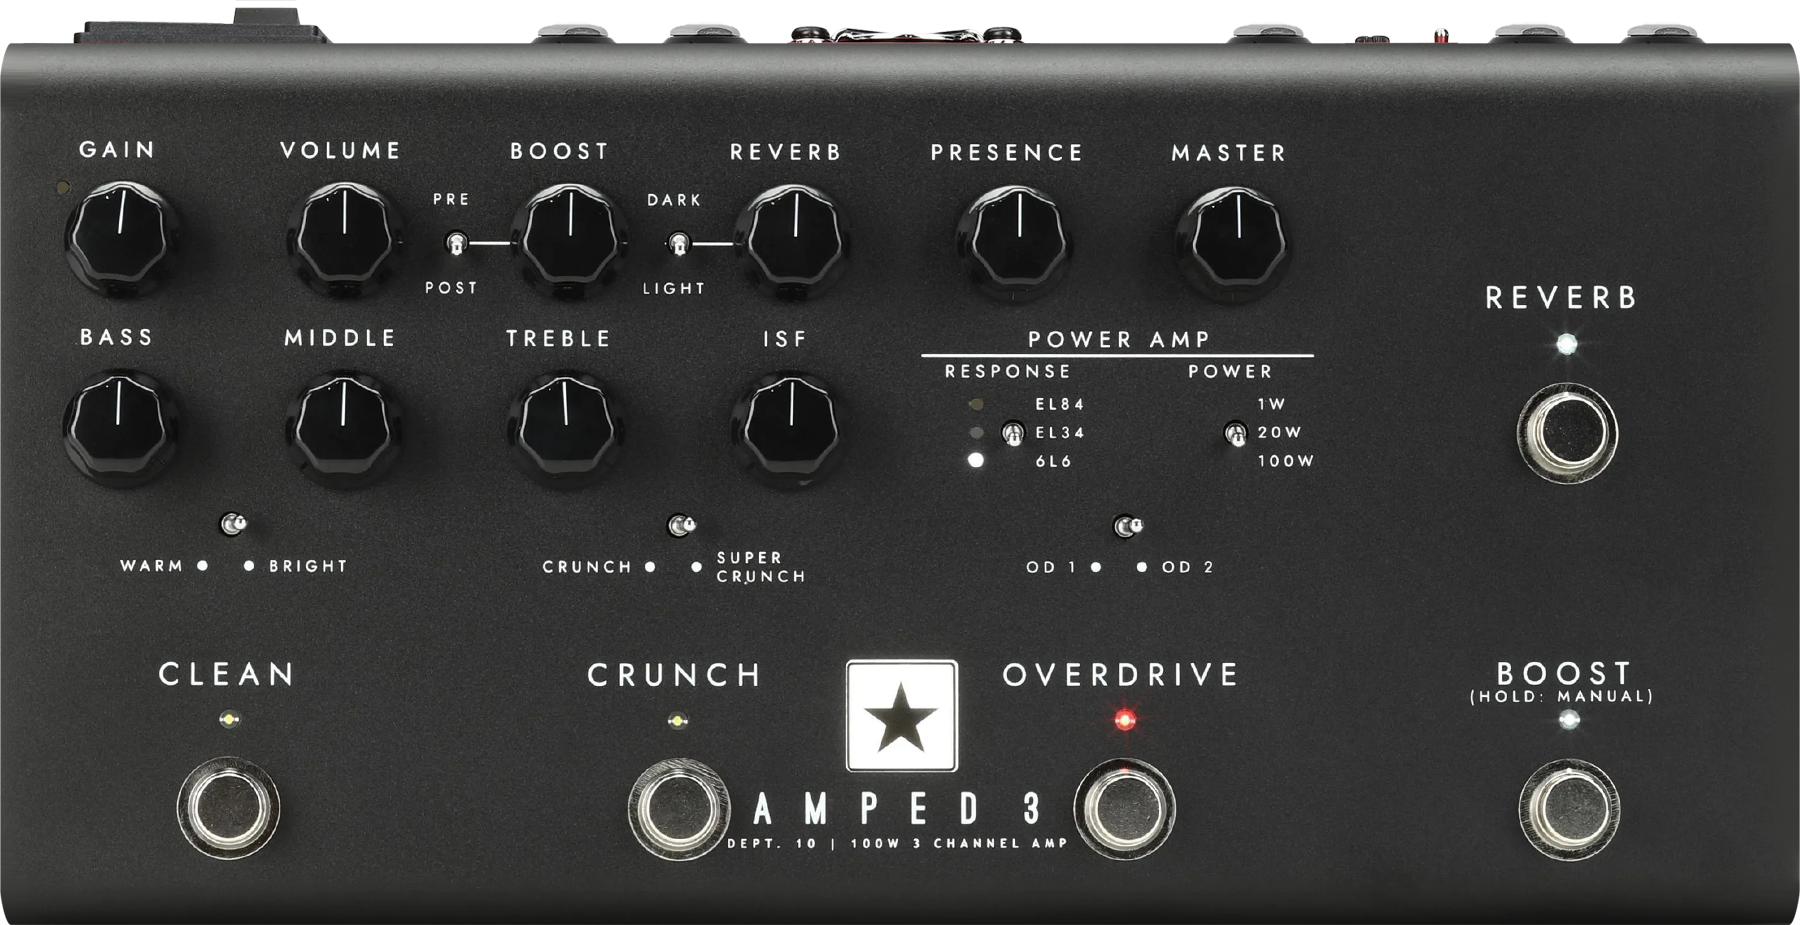 GAIN
VOLUME
BOOST
REVERB
PRESENCE
MASTER
PRE
POST
DARK
LIGHT
BASS
MIDDLE
TREBLE
ISF
POWER AMP
RESPONSE
POWER
EL84
EL34
6L6
1W
20W
100W
REVERB
WARM
BRIGHT
CRUNCH
SUPER
CRUNCH
OD 1
OD 2
CLEAN
CRUNCH
OVERDRIVE
BOOST
(HOLD: MANUAL)
AMPED 3
DEPT. 10 | 100W 3 CHANNEL AMP